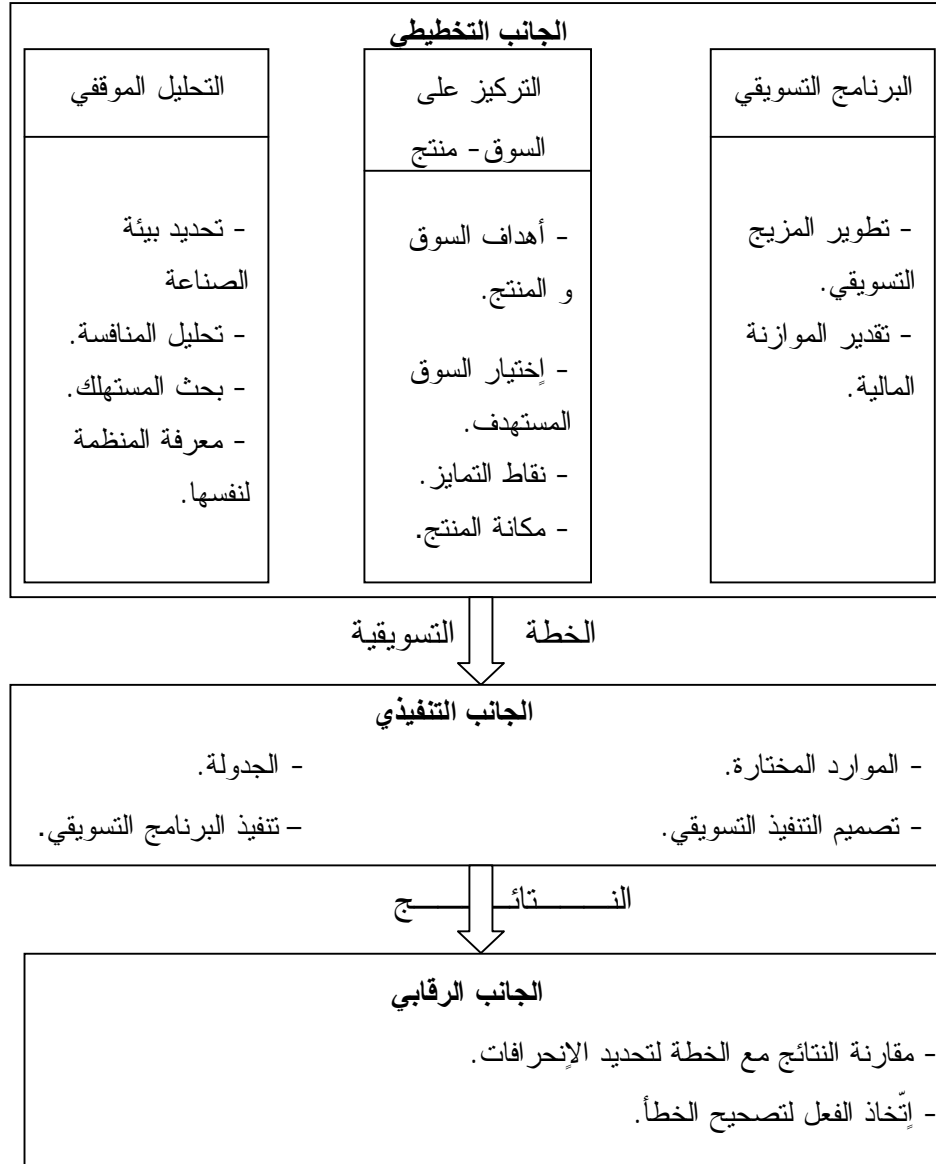 الجانب التخطيطي
البرنامج التسويقي
- تطوير المزيج
التسويقي.
- تقدير الموازنة
المالية.
التركيز على
السوق- منتج
- أهداف السوق
و المنتج.
- إختيار السوق
المستهدف.
- نقاط التمايز.
- مكانة المنتج.
التحليل الموقفي
- تحديد بيئة
الصناعة
- تحليل المنافسة.
- بحث المستهلك.
- معرفة المنظمة
لنفسها.
الخطة التسويقية
الجانب التنفيذي
- الموارد المختارة. - الجدولة.
- تصميم التنفيذ التسويقي. – تنفيذ البرنامج التسويقي.
النـــــتائـــــج
الجانب الرقابي
- مقارنة النتائج مع الخطة لتحديد الإنحرافات.
- إتّخاذ الفعل لتصحيح الخطأ.